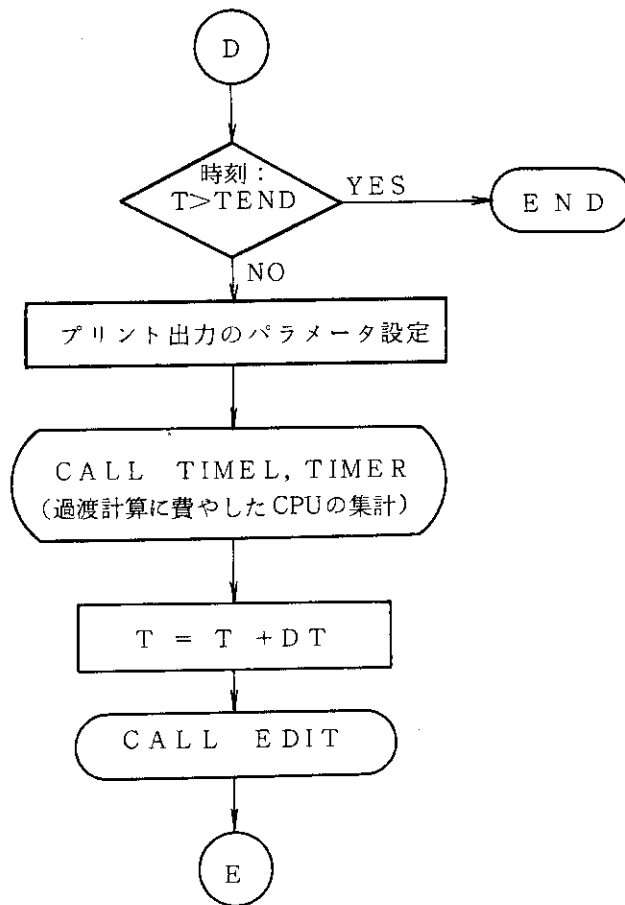 D
時刻:
T>TEND
YES
END
NO
プリント出力のパラメータ設定
CALL TIMEL, TIMER
(過渡計算に費やしたCPUの集計)
T = T +DT
CALL EDIT
E